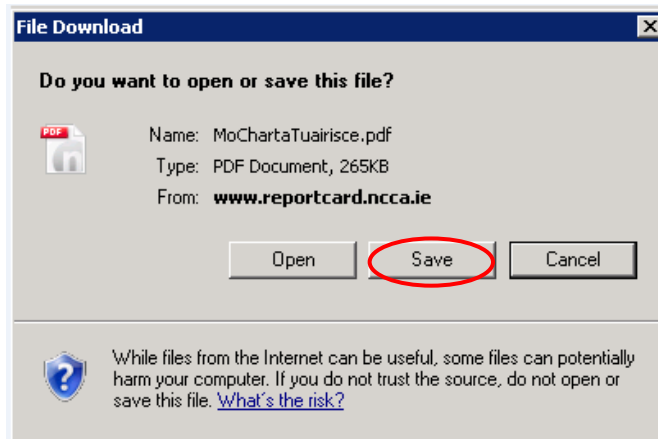 File Download
Do you want to open or save this file?
PDF
Name: MoChartaTuairisce.pdf
Type: PDF Document, 265KB
From: www.reportcard.ncca.ie
Open Save Cancel
While files from the Internet can be useful, some files can potentially
harm your computer. If you do not trust the source, do not open or
save this file. What's the risk?